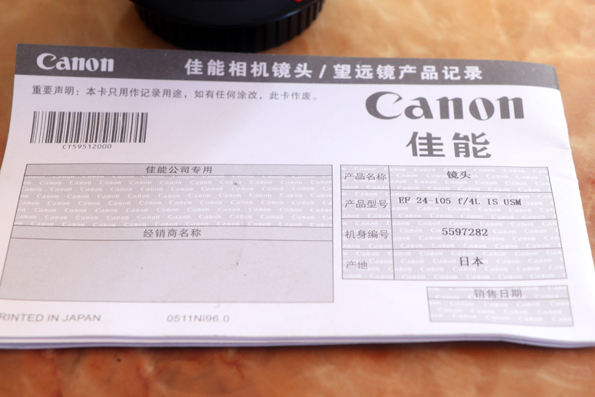 Canon 佳能相机镜头/望远镜产品记录
重要声明：本卡只用作记录用途，如有任何涂改，此卡作废。
Canon
佳能
CT59512000
佳能公司专用
经销商名称
产品名称 镜头
产品型号 EF 24-105 f/4L IS USM
机身编号 5597282
产地 日本
销售日期
PRINTED IN JAPAN 0511Ni96.0